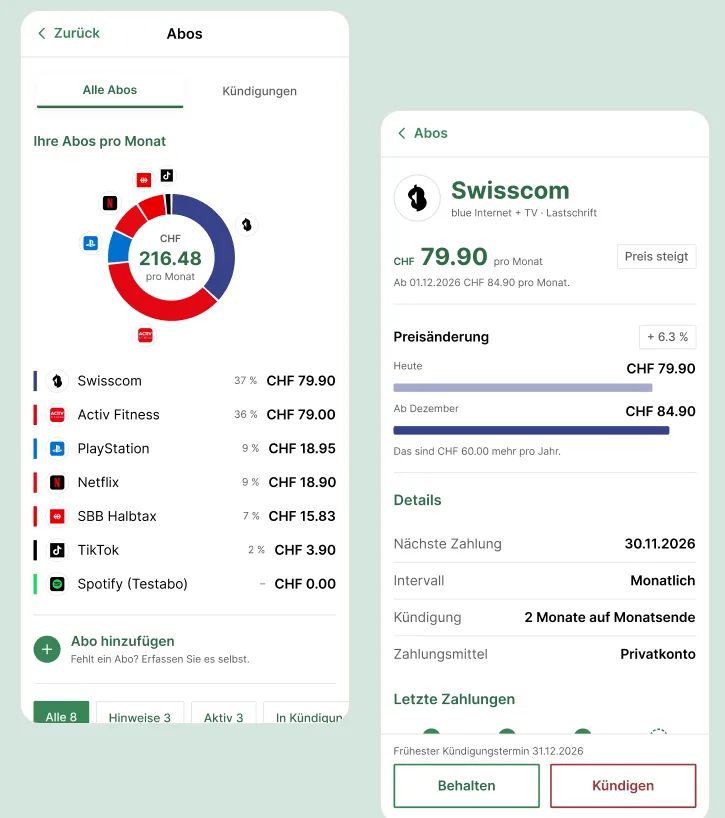 Zurück
Abos
Alle Abos
Kündigungen
Ihre Abos pro Monat
CHF
216.48
pro Monat
ACTIV
FITNESS
Swisscom 37 % CHF 79.90
Activ Fitness 36 % CHF 79.00
PlayStation 9 % CHF 18.95
Netflix 9 % CHF 18.90
SBB Halbtax 7 % CHF 15.83
TikTok 2 % CHF 3.90
Spotify (Testabo) – CHF 0.00
Abo hinzufügen
Fehlt ein Abo? Erfassen Sie es selbst.
Alle 8
Hinweise 3
Aktiv 3
In Kündigun
Abos
Swisscom
blue Internet + TV · Lastschrift
CHF 79.90 pro Monat
Preis steigt
Ab 01.12.2026 CHF 84.90 pro Monat.
Preisänderung
+ 6.3 %
Heute CHF 79.90
Ab Dezember CHF 84.90
Das sind CHF 60.00 mehr pro Jahr.
Details
Nächste Zahlung 30.11.2026
Intervall Monatlich
Kündigung 2 Monate auf Monatsende
Zahlungsmittel Privatkonto
Letzte Zahlungen
Frühester Kündigungstermin 31.12.2026
Behalten
Kündigen